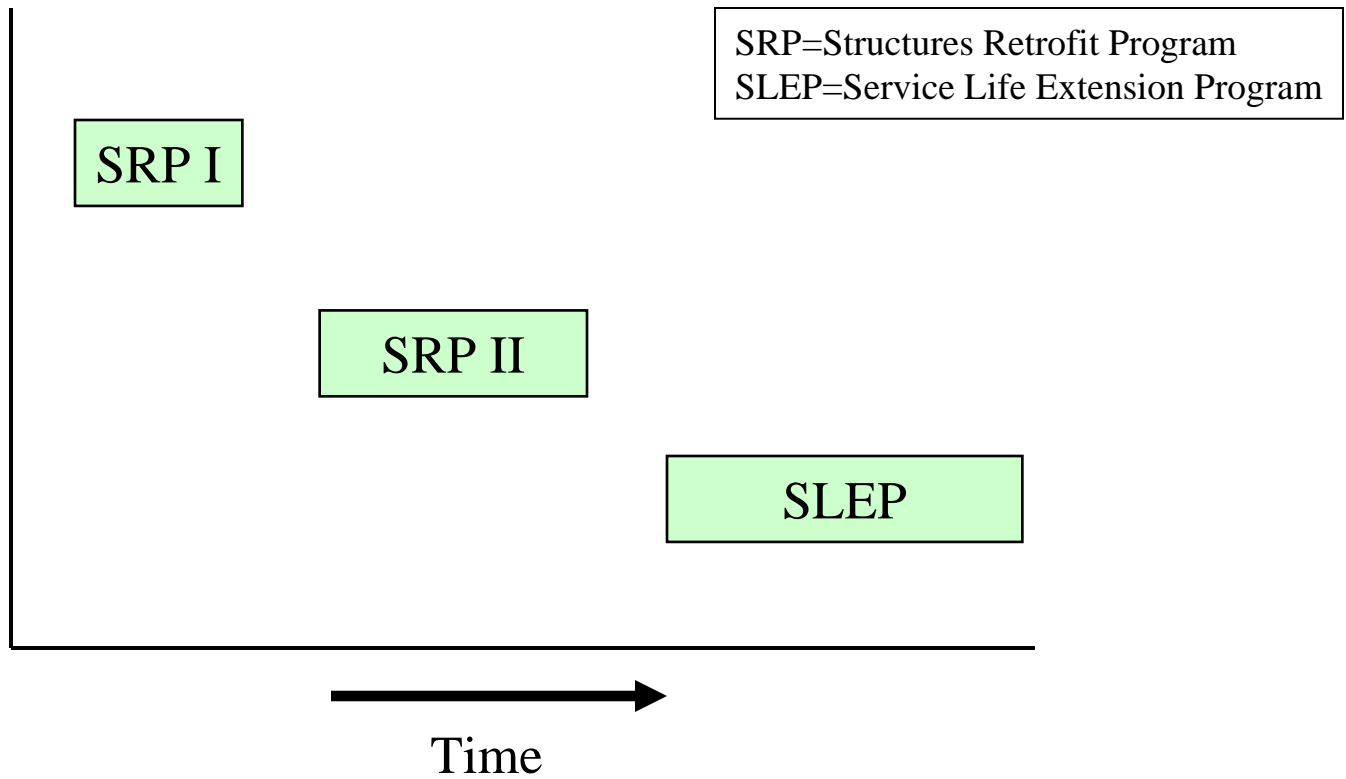 SRP=Structures Retrofit Program
SLEP=Service Life Extension Program
SRP I
SRP II
SLEP
Time